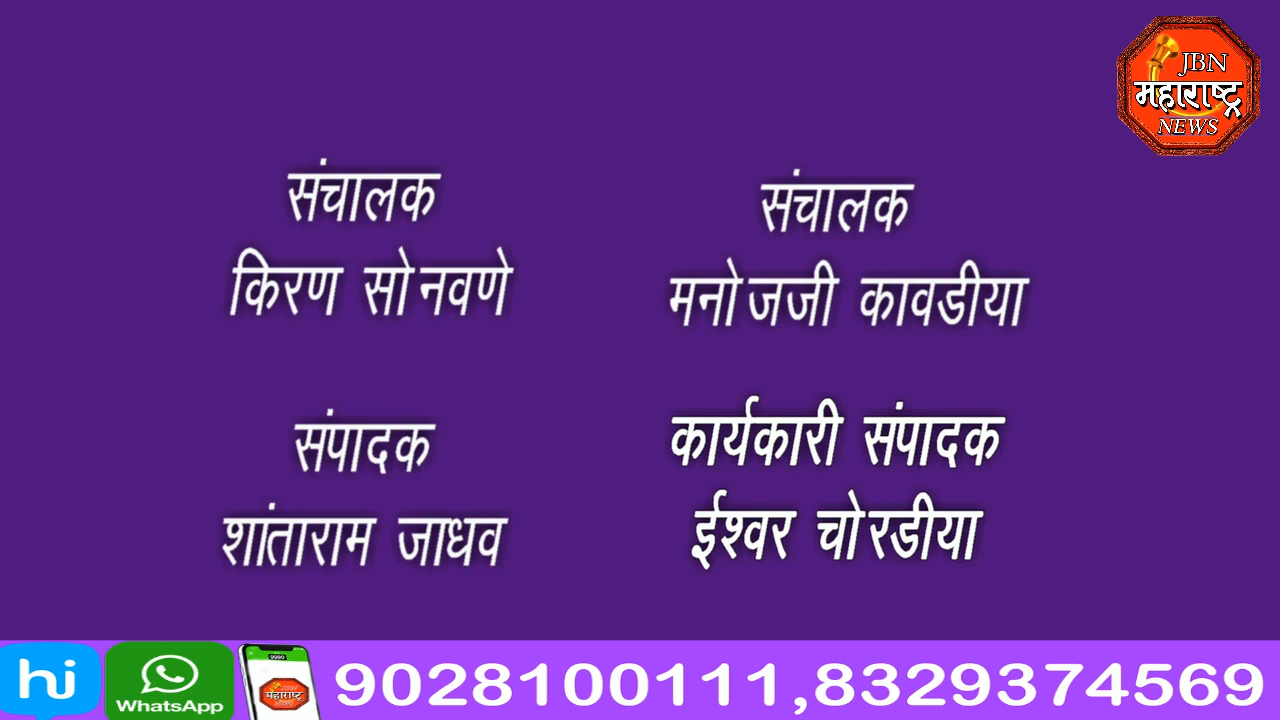 JBN
महाराष्ट्र
NEWS
संचालक
किरण सोनवणे
संचालक
मनोजजी कावडीया
संपादक
शांताराम जाधव
कार्यकारी संपादक
ईश्वर चोरडीया
hi
WhatsApp
महाराष्ट्र
9028100111,8329374569